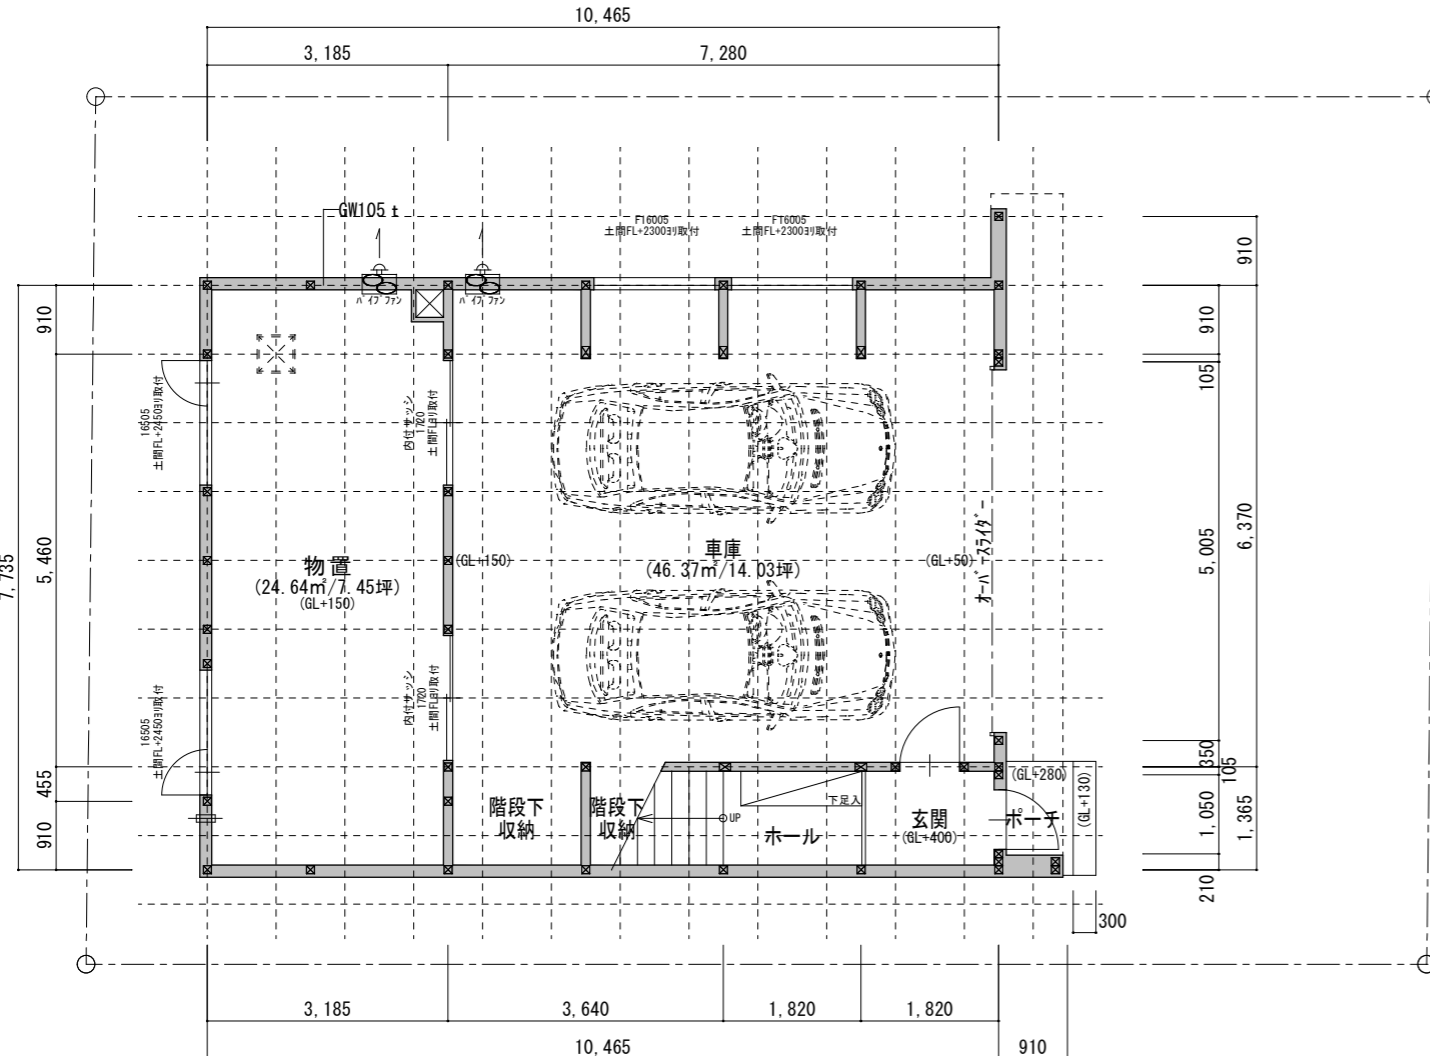 10,465
3,185
7,280
GW105 t
F16005
土間FL+2300ヨリ取付
F16005
土間FL+2300ヨリ取付
パイプファン
パイプファン
910
5,460
7,735
455
910
16505
土間FL+2450ヨリ取付
16505
土間FL+2450ヨリ取付
内付サッシ
1720
土間FLヨリ取付
内付サッシ
1720
土間FLヨリ取付
物置
(24.64㎡/7.45坪)
(GL+150)
(GL+150)
車庫
(46.37㎡/14.03坪)
(GL+50)
オーバースライダー
階段下
収納
階段下
収納
UP
下足入
ホール
玄関
(GL+400)
(GL+280)
ポーチ
(GL+130)
910
910
105
5,005
6,370
350
105
1,050
1,365
210
300
3,185
3,640
1,820
1,820
10,465
910